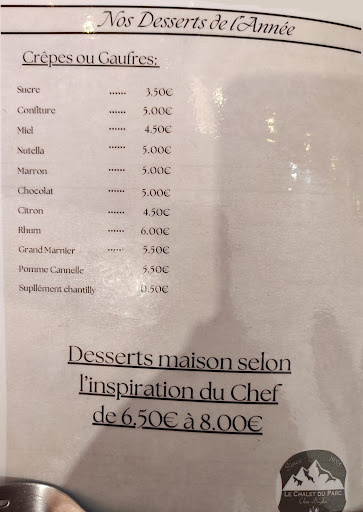 Nos Desserts de l'Année
Crêpes ou Gaufres:
Sucre ...... 3.50€
Confiture ...... 5.00€
Miel ...... 4.50€
Nutella ...... 5.00€
Marron ...... 5.00€
Chocolat ...... 5.00€
Citron ...... 4.50€
Rhum ...... 6.00€
Grand Marnier ...... 5.50€
Pomme Cannelle 5.50€
Supllément chantilly 0.50€
Desserts maison selon
l'inspiration du Chef
de 6.50€ à 8.00€
LE CHALET DU PARC